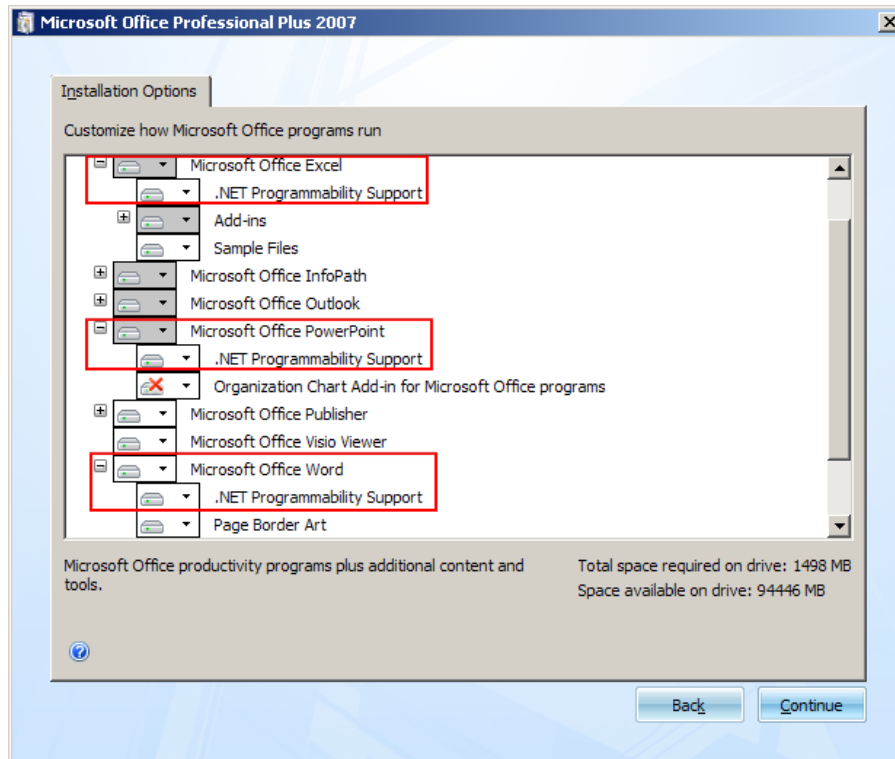 Microsoft Office Professional Plus 2007
Installation Options
Customize how Microsoft Office programs run
Microsoft Office Excel
.NET Programmability Support
Add-ins
Sample Files
Microsoft Office InfoPath
Microsoft Office Outlook
Microsoft Office PowerPoint
.NET Programmability Support
Organization Chart Add-in for Microsoft Office programs
Microsoft Office Publisher
Microsoft Office Visio Viewer
Microsoft Office Word
.NET Programmability Support
Page Border Art
Microsoft Office productivity programs plus additional content and
tools.
Total space required on drive: 1498 MB
Space available on drive: 94446 MB
Back
Continue